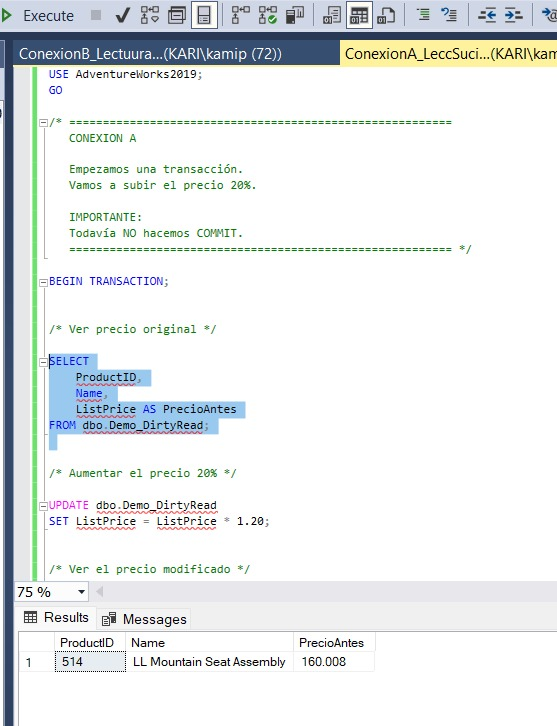 Execute
ConexionB_Lectuura...(KARI\kamip (72))
ConexionA_LeccSuci...(KARI\kam
USE AdventureWorks2019;
GO
/* =========================================================
CONEXION A
Empezamos una transacción.
Vamos a subir el precio 20%.
IMPORTANTE:
Todavía NO hacemos COMMIT.
========================================================= */
BEGIN TRANSACTION;
/* Ver precio original */
SELECT
ProductID,
Name,
ListPrice AS PrecioAntes
FROM dbo.Demo_DirtyRead;
/* Aumentar el precio 20% */
UPDATE dbo.Demo_DirtyRead
SET ListPrice = ListPrice * 1.20;
/* Ver el precio modificado */
75 %
Results Messages
ProductID Name PrecioAntes
1 514 LL Mountain Seat Assembly 160.008